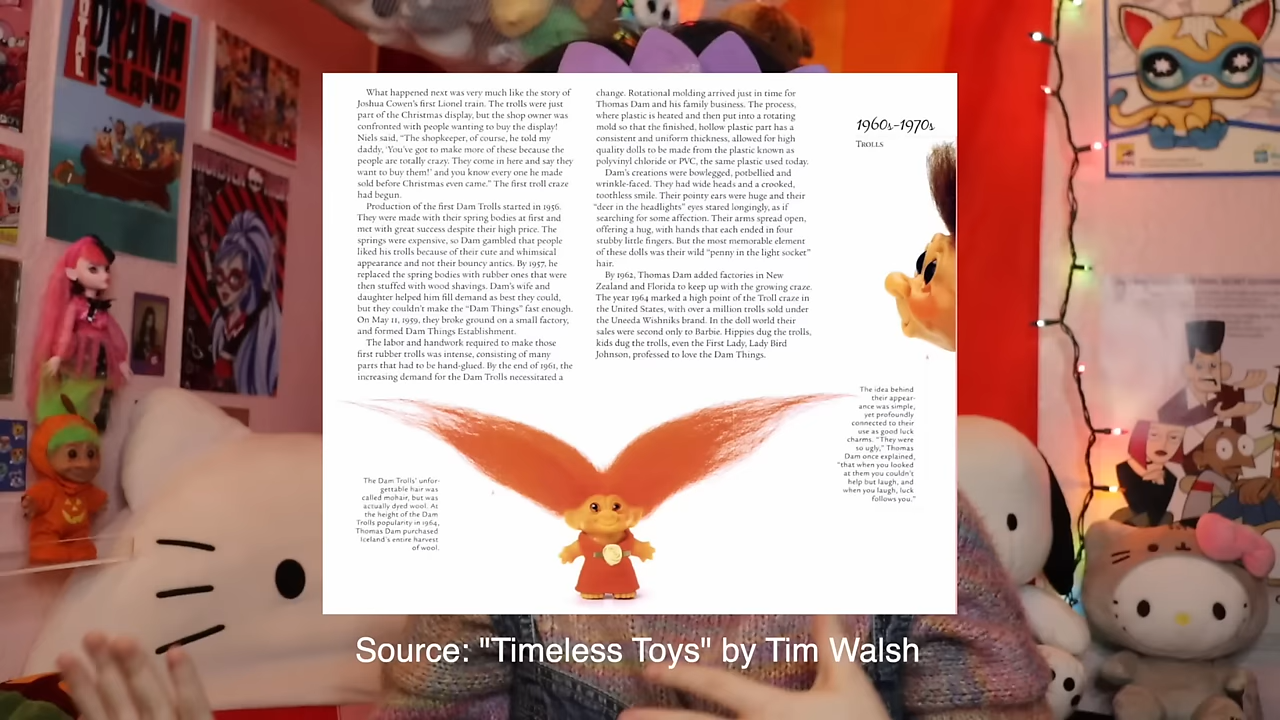 DRAMA
ISLAND
What happened next was very much like the story of
Joshua Cowen's first Lionel train. The trolls were just
part of the Christmas display, but the shop owner was
confronted with people wanting to buy the display!
Niels said, "The shopkeeper, of course, he told my
daddy, 'You've got to make more of these because the
people are totally crazy. They come in here and say they
want to buy them!' and you know every one he made
sold before Christmas even came." The first troll craze
had begun.
Production of the first Dam Trolls started in 1956.
They were made with their spring bodies at first and
met with great success despite their high price. The
springs were expensive, so Dam gambled that people
liked his trolls because of their cute and whimsical
appearance and not their bouncy antics. By 1957, he
replaced the spring bodies with rubber ones that were
then stuffed with wood shavings. Dam's wife and
daughter helped him fill demand as best they could,
but they couldn't make the "Dam Things" fast enough.
On May 11, 1959, they broke ground on a small factory,
and formed Dam Things Establishment.
The labor and handwork required to make those
first rubber trolls was intense, consisting of many
parts that had to be hand-glued. By the end of 1961, the
increasing demand for the Dam Trolls necessitated a
change. Rotational molding arrived just in time for
Thomas Dam and his family business. The process,
where plastic is heated and then put into a rotating
mold so that the finished, hollow plastic part has a
consistent and uniform thickness, allowed for high
quality dolls to be made from the plastic known as
polyvinyl chloride or PVC, the same plastic used today.
Dam's creations were bowlegged, potbellied and
wrinkle-faced. They had wide heads and a crooked,
toothless smile. Their pointy ears were huge and their
"deer in the headlights" eyes stared longingly, as if
searching for some affection. Their arms spread open,
offering a hug, with hands that each ended in four
stubby little fingers. But the most memorable element
of these dolls was their wild "penny in the light socket"
hair.
By 1962, Thomas Dam added factories in New
Zealand and Florida to keep up with the growing craze.
The year 1964 marked a high point of the Troll craze in
the United States, with over a million trolls sold under
the Uneeda Wishniks brand. In the doll world their
sales were second only to Barbie. Hippies dug the trolls,
kids dug the trolls, even the First Lady, Lady Bird
Johnson, professed to love the Dam Things.
1960s-1970s
TROLLS
The idea behind
their appear-
ance was simple,
yet profoundly
connected to their
use as good luck
charms. "They were
so ugly," Thomas
Dam once explained,
"that when you looked
at them you couldn't
help but laugh, and
when you laugh, luck
follows you."
The Dam Trolls' unfor-
gettable hair was
called mohair, but was
actually dyed wool. At
the height of the Dam
Trolls popularity in 1964,
Thomas Dam purchased
Iceland's entire harvest
of wool.
Source: "Timeless Toys" by Tim Walsh